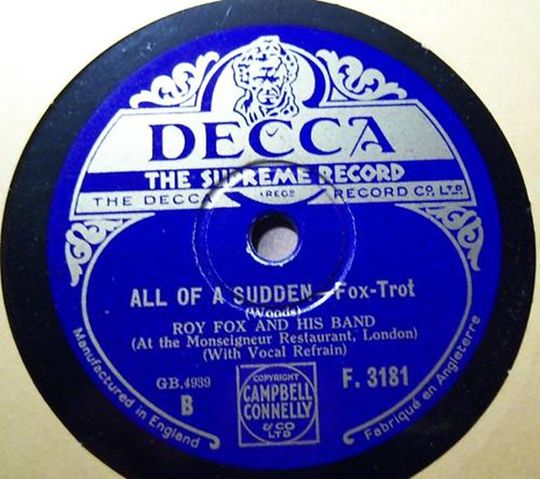 DECCA
THE SUPREME RECORD
THE DECCA REGD RECORD CO. LTD
ALL OF A SUDDEN—Fox-Trot
(Woods)
ROY FOX AND HIS BAND
(At the Monseigneur Restaurant, London)
(With Vocal Refrain)
GB.4939
B
COPYRIGHT
CAMPBELL
CONNELLY
& CO
LTD
F. 3181
Manufactured in England
Fabriqué en Angleterre